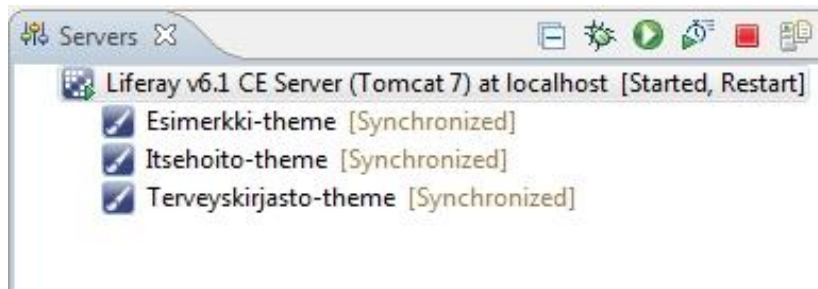 Servers
Liferay v6.1 CE Server (Tomcat 7) at localhost [Started, Restart]
Esimerkki-theme [Synchronized]
Itsehoito-theme [Synchronized]
Terveyskirjasto-theme [Synchronized]